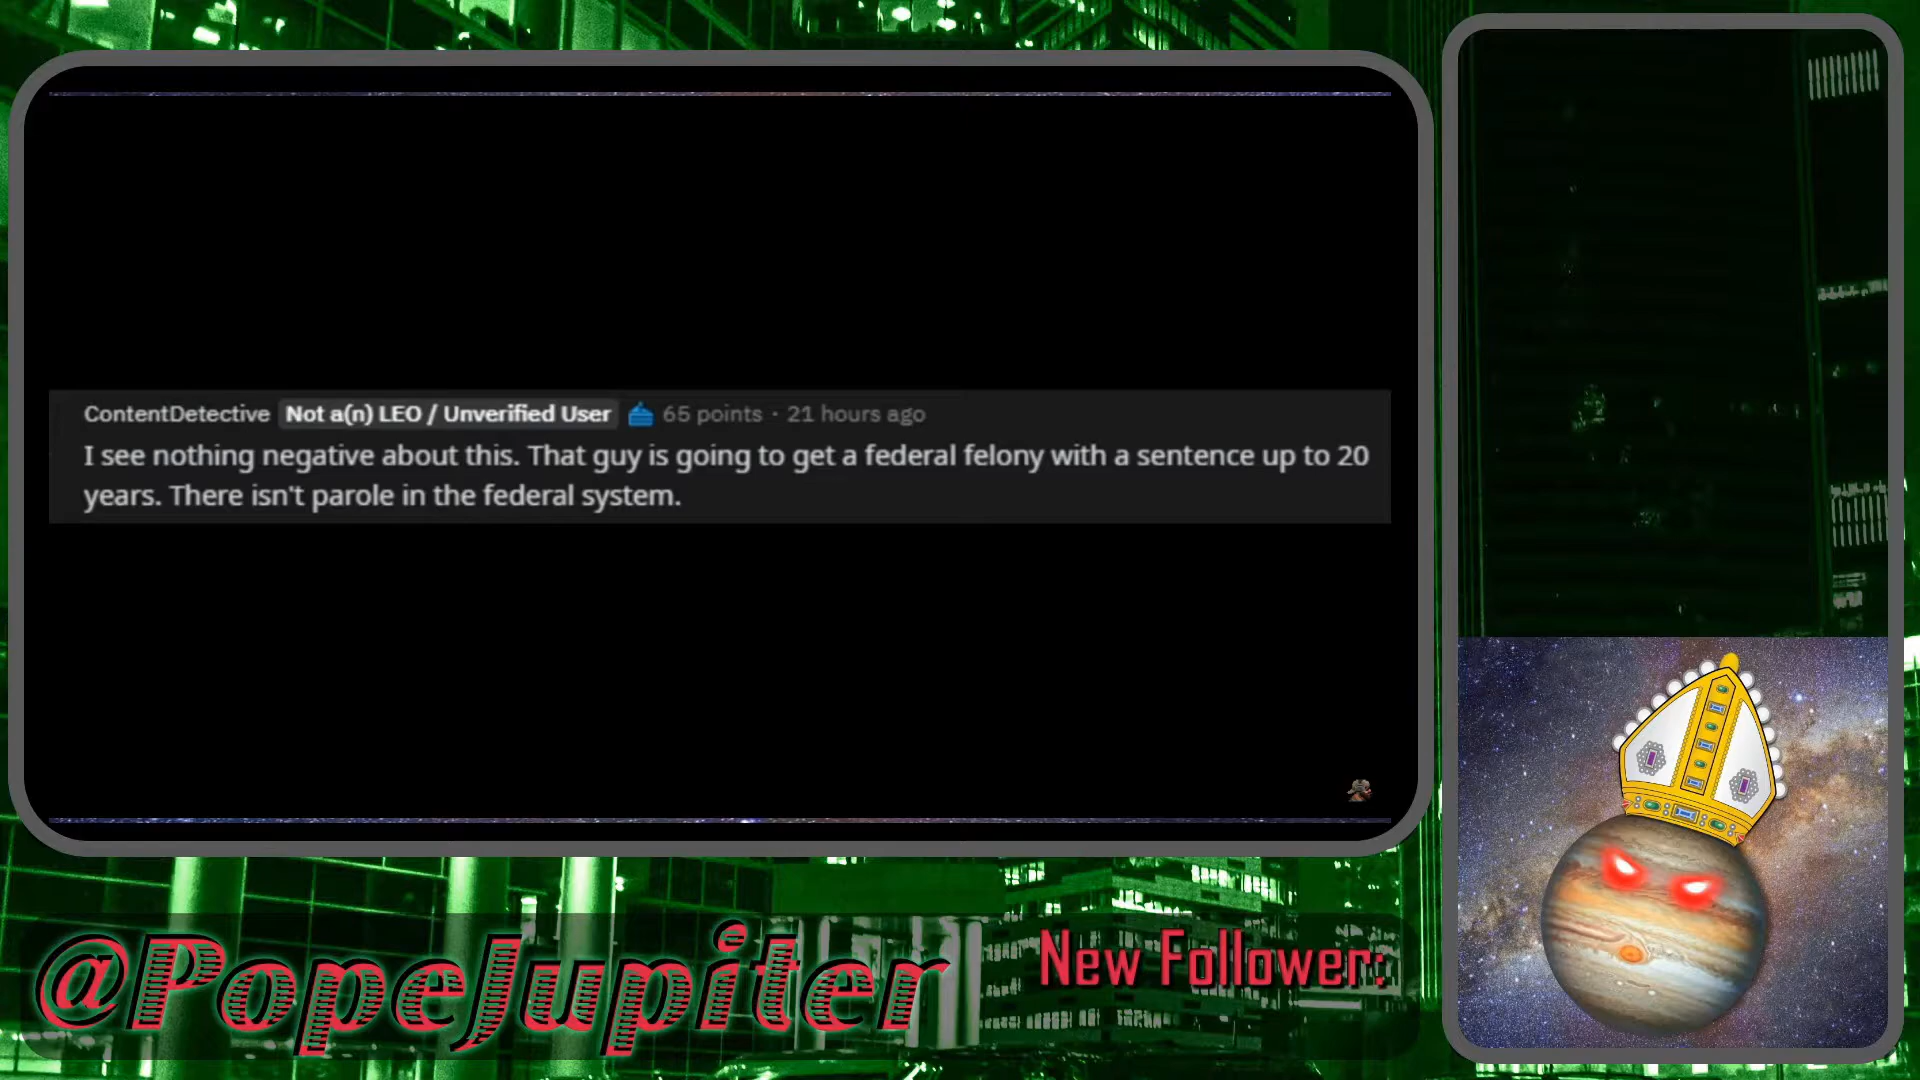 ContentDetective Not a(n) LEO / Unverified User 65 points · 21 hours ago
I see nothing negative about this. That guy is going to get a federal felony with a sentence up to 20
years. There isn't parole in the federal system.
@PopeJupiter
New Follower: